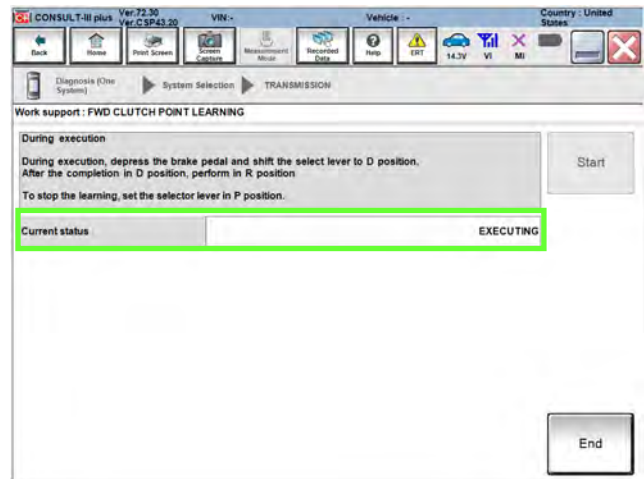 CONSULT-III plus Ver.72.30 VIN:- Vehicle : - Country : United
Ver.CSP43.20 States
Back Home Print Screen Screen Capture Measurement Mode Recorded Data Help ERT 14.3V VI MI
Diagnosis (One System) System Selection TRANSMISSION
Work support : FWD CLUTCH POINT LEARNING
During execution
During execution, depress the brake pedal and shift the select lever to D position.
After the completion in D position, perform in R position
To stop the learning, set the selector lever in P position.
Start
Current status EXECUTING
End